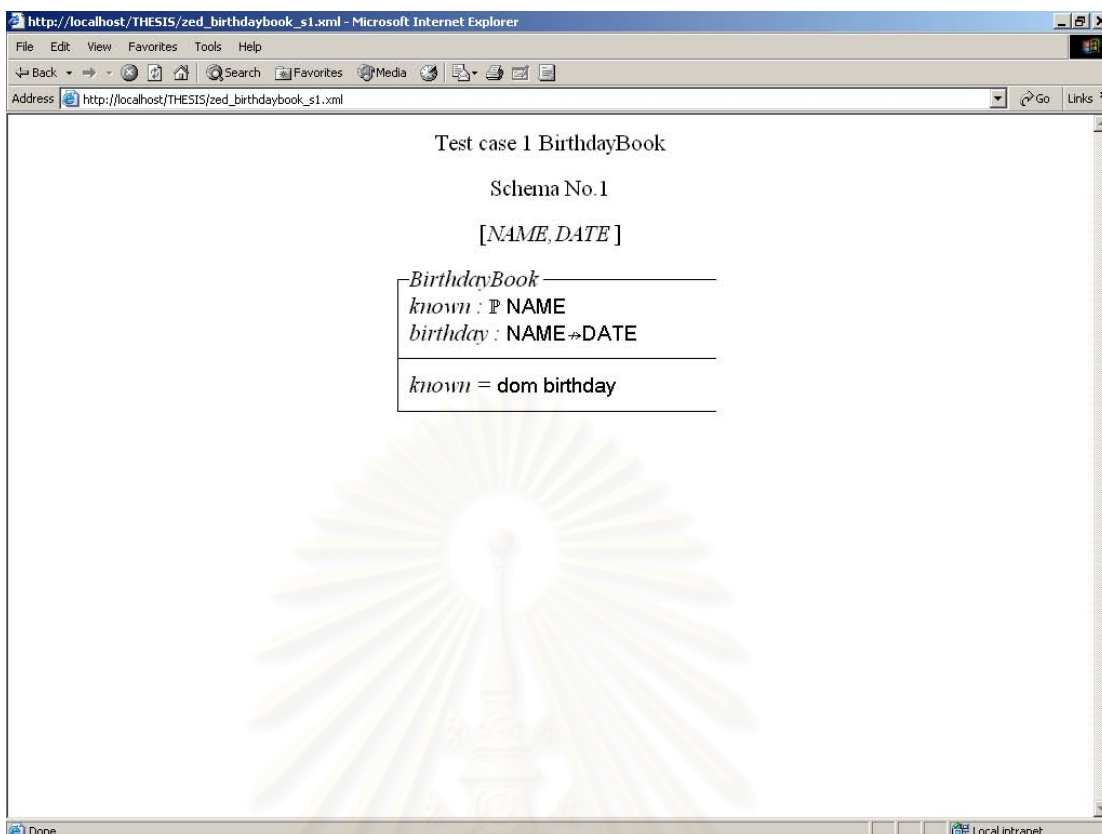 http://localhost/THESIS/zed_birthdaybook_s1.xml - Microsoft Internet Explorer
File Edit View Favorites Tools Help
Back Search Favorites Media
Address http://localhost/THESIS/zed_birthdaybook_s1.xml Go Links
Test case 1 BirthdayBook
Schema No.1
[NAME,DATE ]
BirthdayBook
known : ℙ NAME
birthday : NAME⇸DATE
known = dom birthday
Done Local intranet